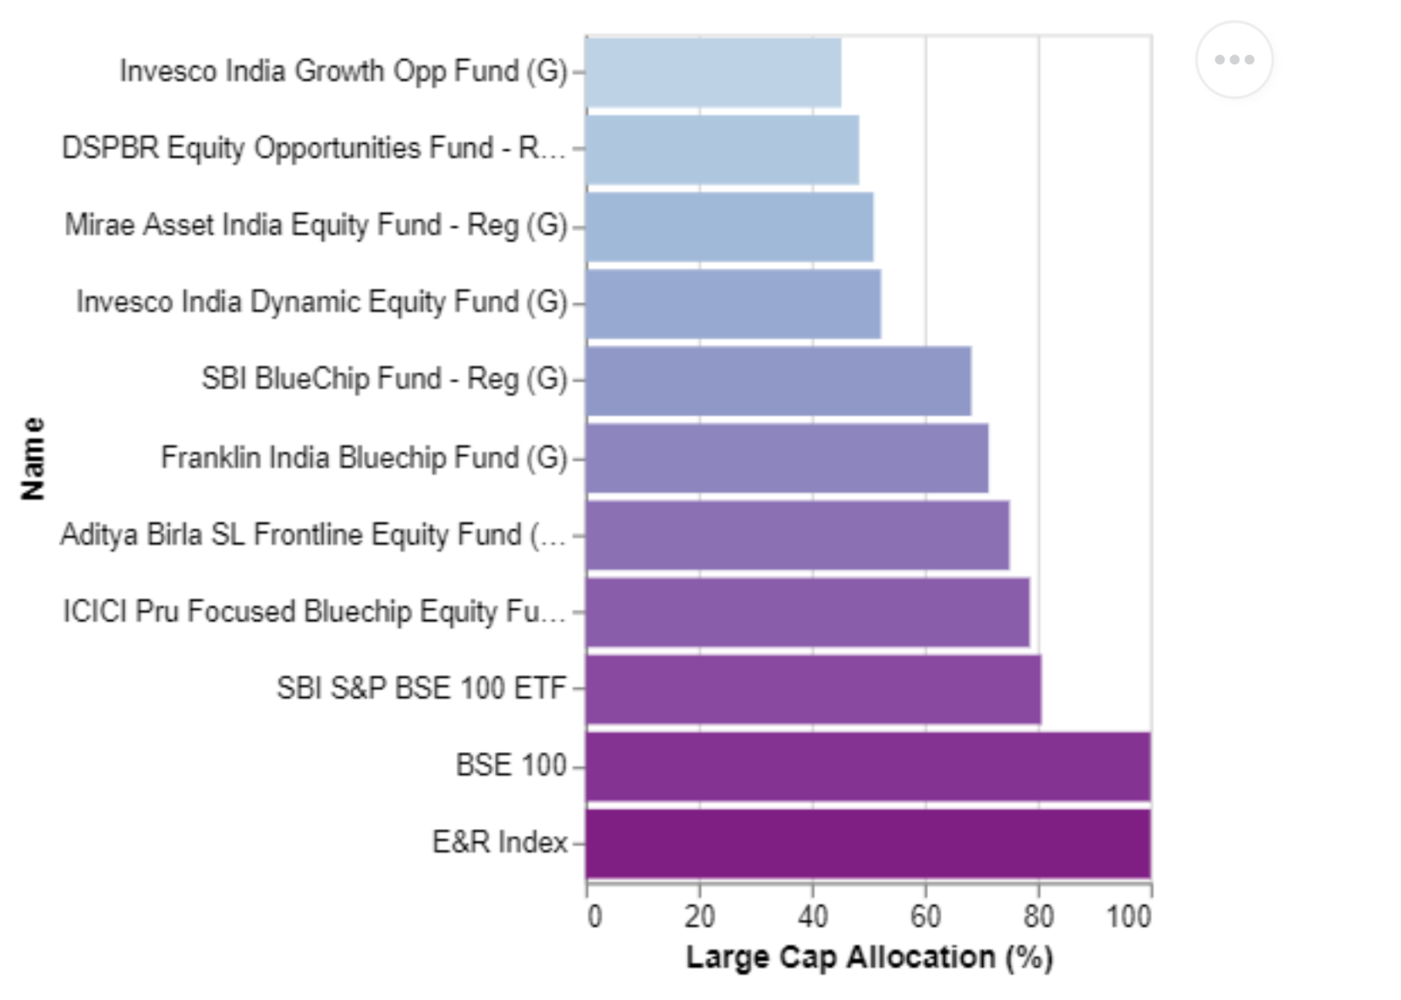 Invesco India Growth Opp Fund (G)
DSPBR Equity Opportunities Fund - R...
Mirae Asset India Equity Fund - Reg (G)
Invesco India Dynamic Equity Fund (G)
SBI BlueChip Fund - Reg (G)
Franklin India Bluechip Fund (G)
Aditya Birla SL Frontline Equity Fund (...
ICICI Pru Focused Bluechip Equity Fu...
SBI S&P BSE 100 ETF
BSE 100
E&R Index
Name
0 20 40 60 80 100
Large Cap Allocation (%)